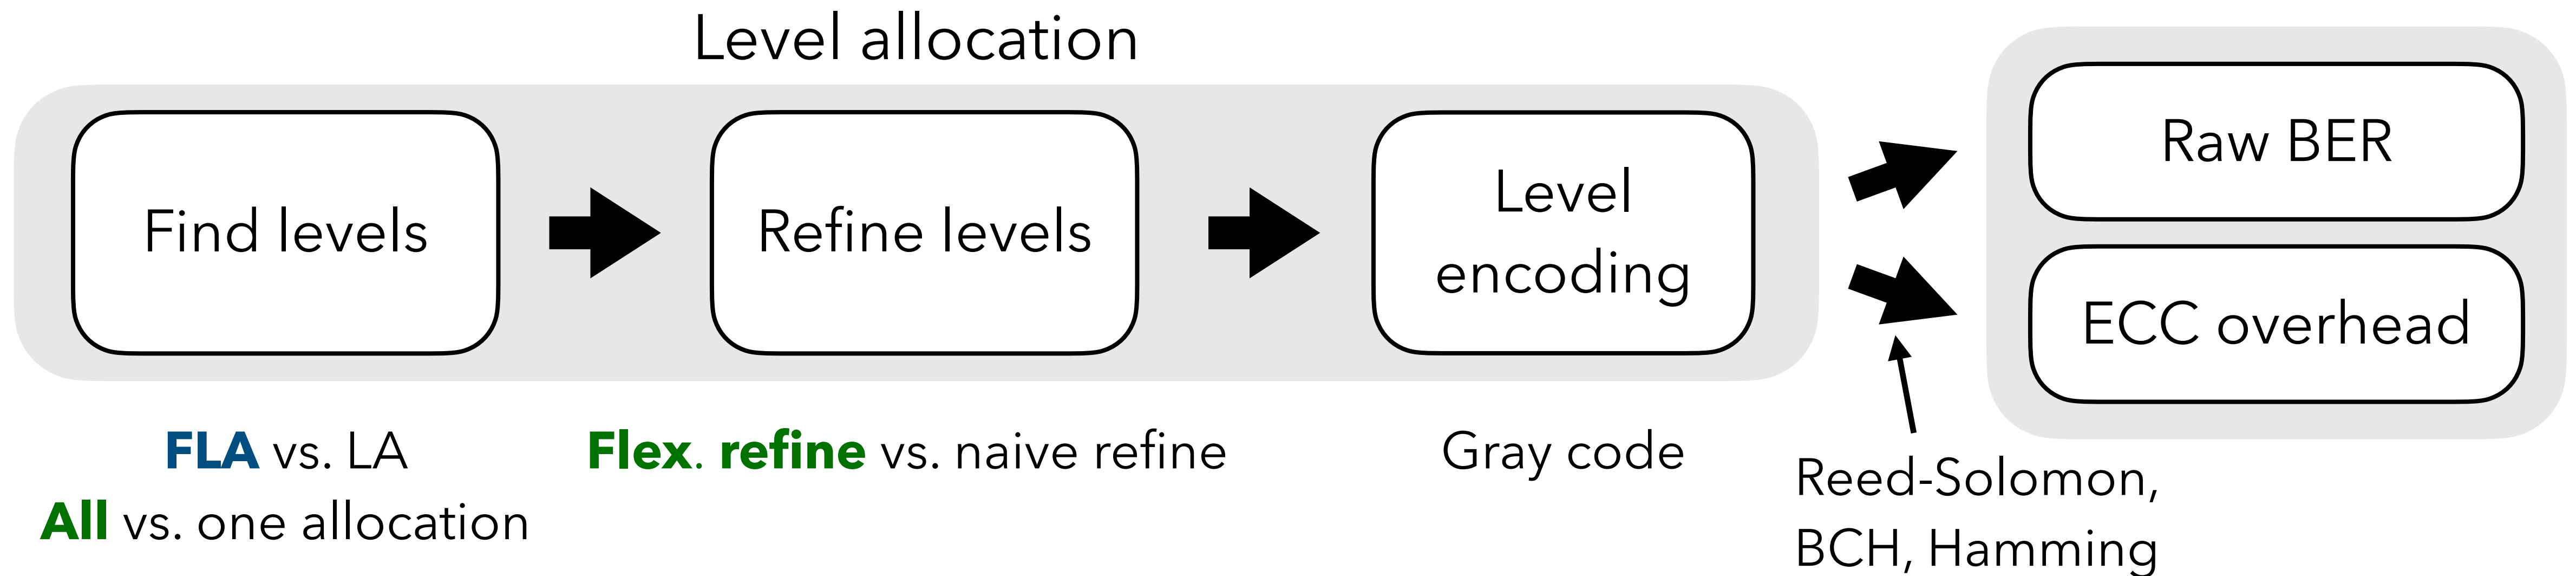 Level allocation
Find levels
Refine levels
Level
encoding
Raw BER
ECC overhead
FLA vs. LA
All vs. one allocation
Flex. refine vs. naive refine
Gray code
Reed-Solomon,
BCH, Hamming